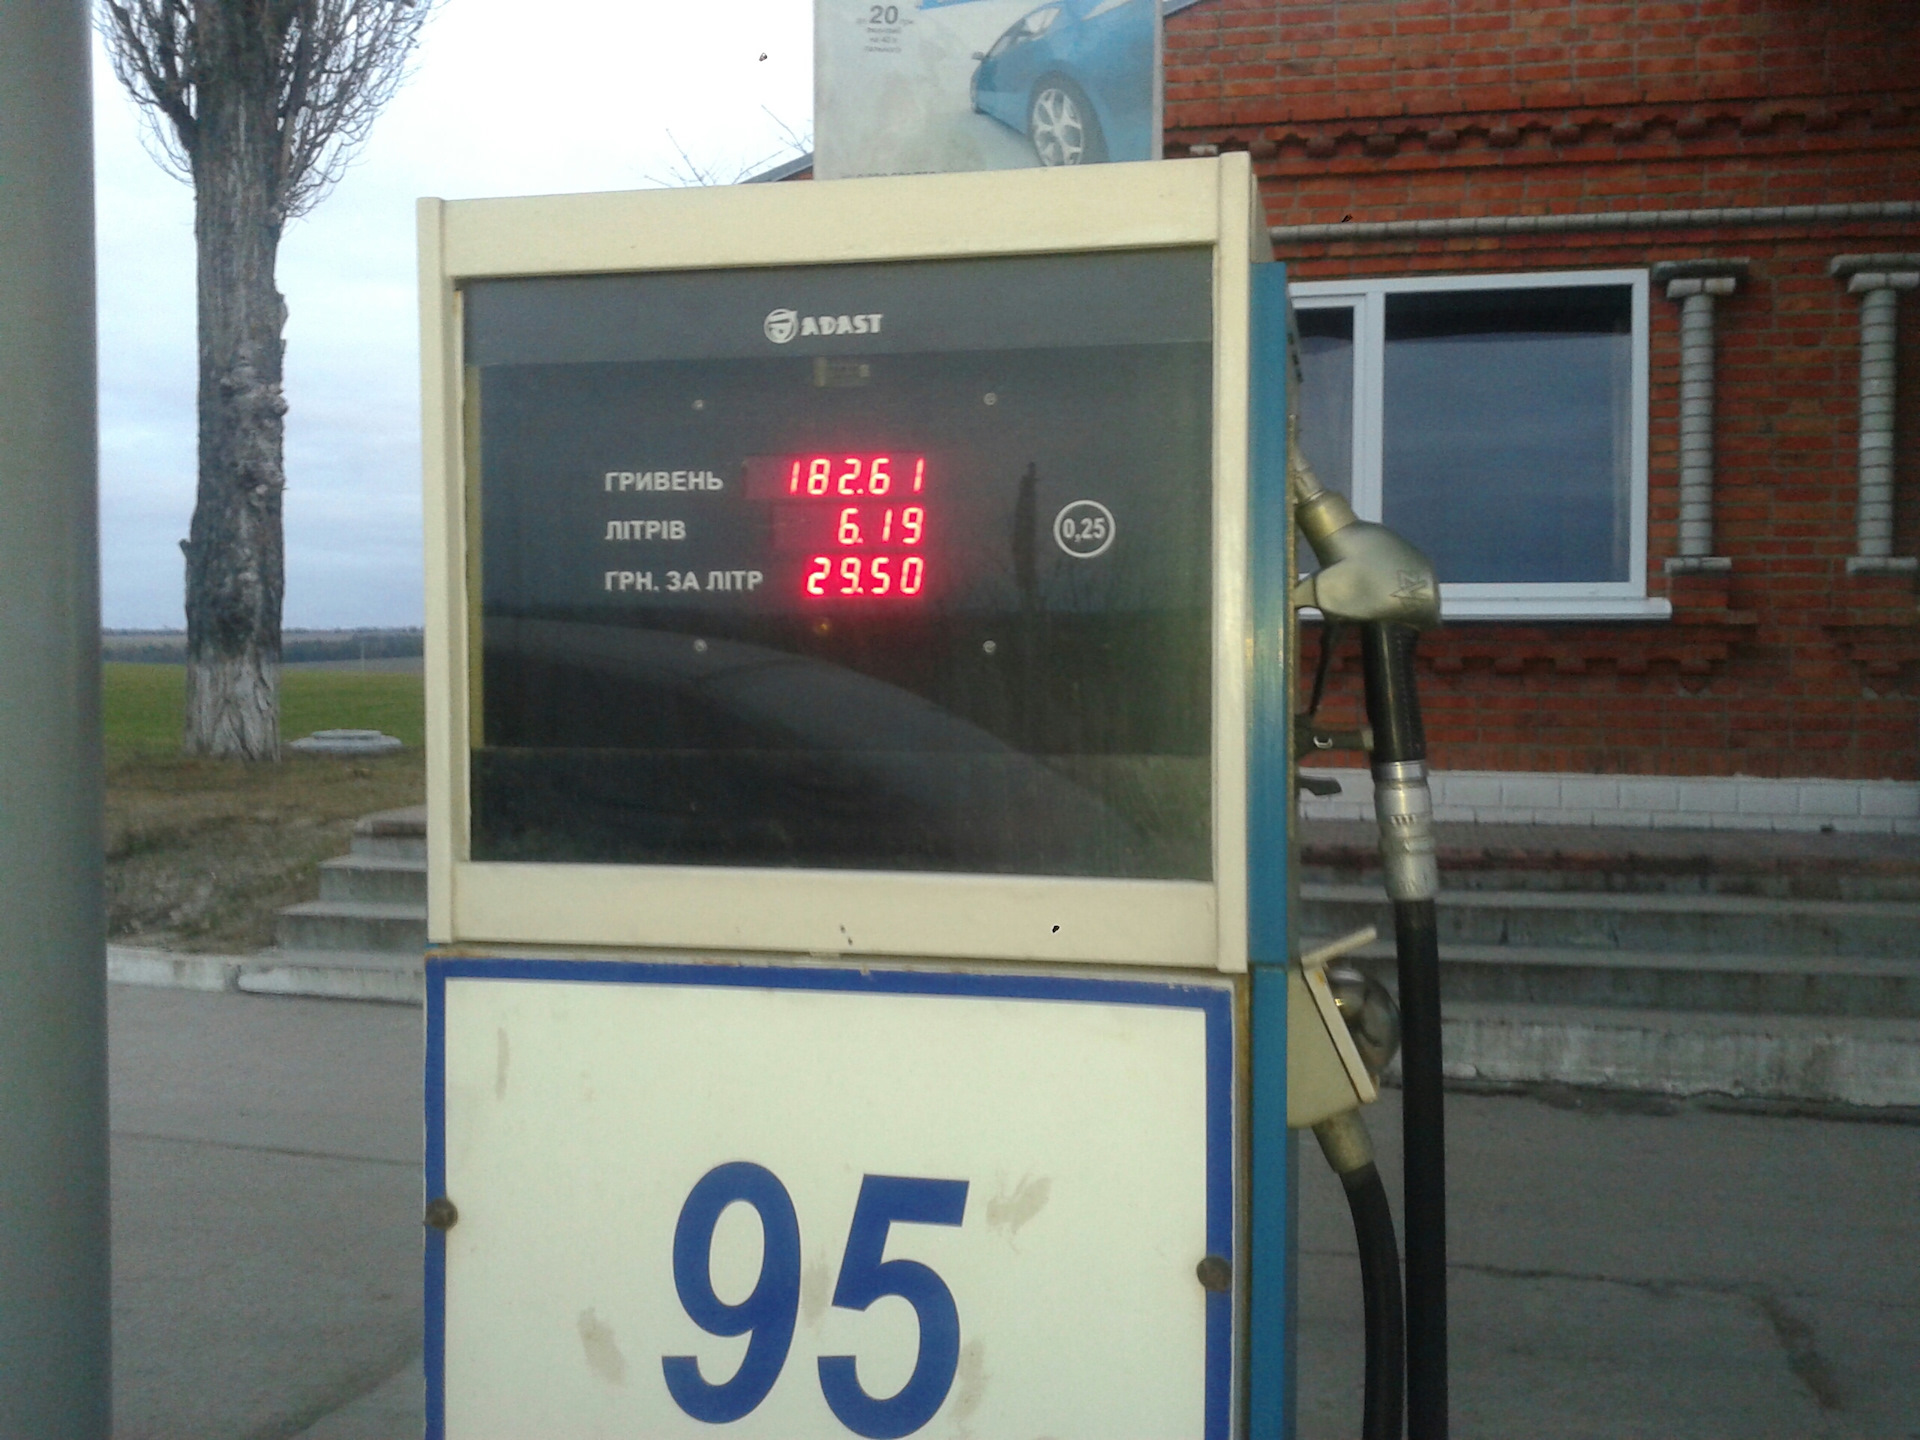 20
ADAST
ГРИВЕНЬ 182.61
ЛІТРІВ 6.19
0,25
ГРН. ЗА ЛІТР 29.50
95